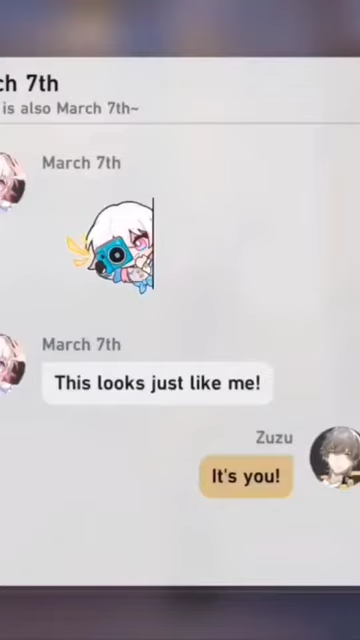 ch 7th
is also March 7th~
March 7th
March 7th
This looks just like me!
Zuzu
It's you!